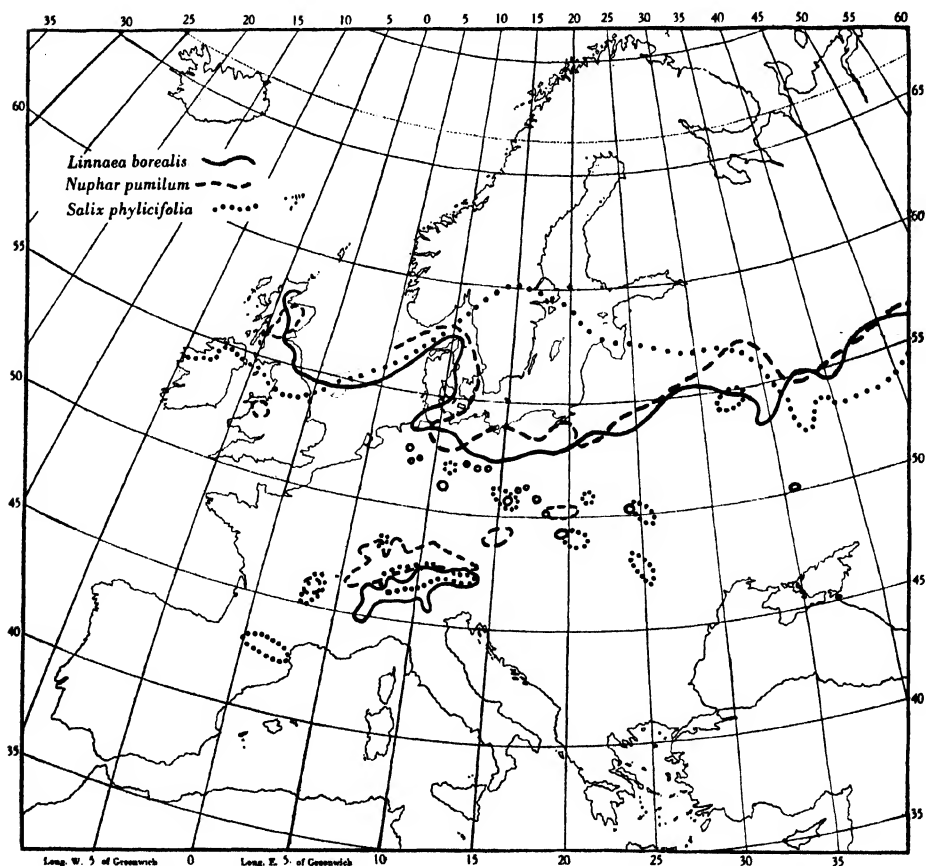 35 30 25 20 15 10 5 0 5 10 15 20 25 30 35 40 45 50 55 60
60 65
Linnaea borealis
Nuphar pumilum
Salix phylicifolia
55 60
50 55
45 50
40 45
35 40
35
Long. W. 5 of Greenwich 0 Long. E. 5. of Greenwich 10 15 20 25 30 35